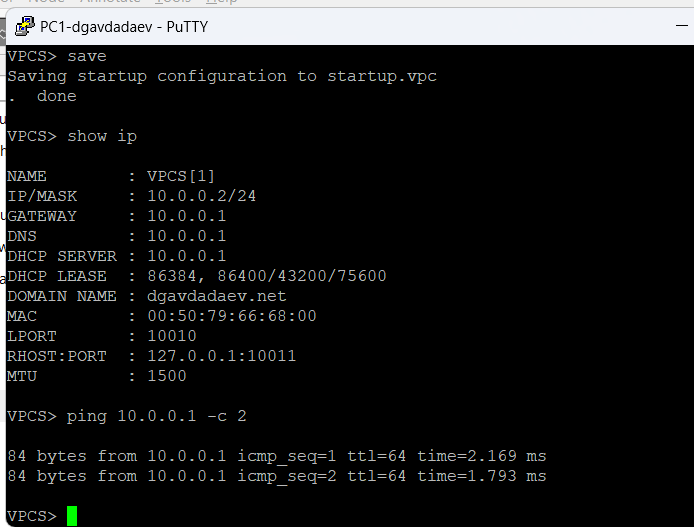 Node Annotate Tools Help
PC1-dgavdadaev - PuTTY
VPCS> save
Saving startup configuration to startup.vpc
.  done
VPCS> show ip
NAME        : VPCS[1]
IP/MASK     : 10.0.0.2/24
GATEWAY     : 10.0.0.1
DNS         : 10.0.0.1
DHCP SERVER : 10.0.0.1
DHCP LEASE  : 86384, 86400/43200/75600
DOMAIN NAME : dgavdadaev.net
MAC         : 00:50:79:66:68:00
LPORT       : 10010
RHOST:PORT  : 127.0.0.1:10011
MTU         : 1500
VPCS> ping 10.0.0.1 -c 2
84 bytes from 10.0.0.1 icmp_seq=1 ttl=64 time=2.169 ms
84 bytes from 10.0.0.1 icmp_seq=2 ttl=64 time=1.793 ms
VPCS>